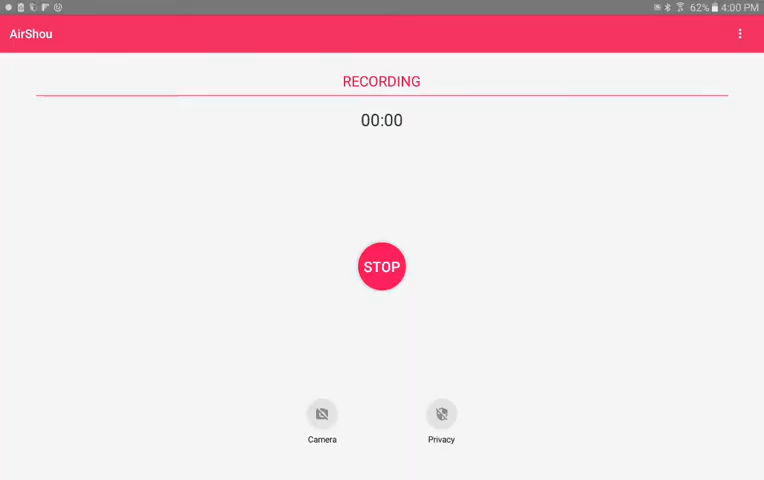 62% 4:00 PM
AirShou
RECORDING
00:00
STOP
Camera Privacy